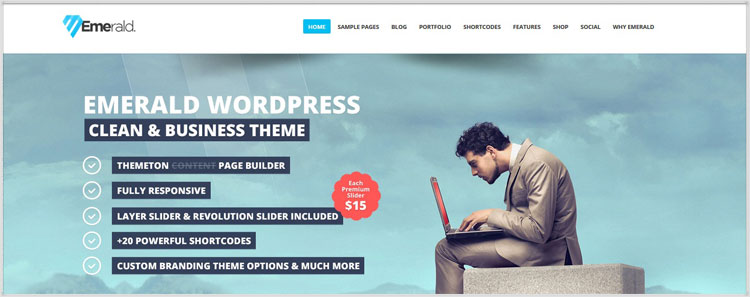 Emerald.
HOME SAMPLE PAGES BLOG PORTFOLIO SHORTCODES FEATURES SHOP SOCIAL WHY EMERALD
EMERALD WORDPRESS
CLEAN & BUSINESS THEME
THEMETON CONTENT PAGE BUILDER
FULLY RESPONSIVE
LAYER SLIDER & REVOLUTION SLIDER INCLUDED
+20 POWERFUL SHORTCODES
CUSTOM BRANDING THEME OPTIONS & MUCH MORE
Each
Premium
Slider
$15